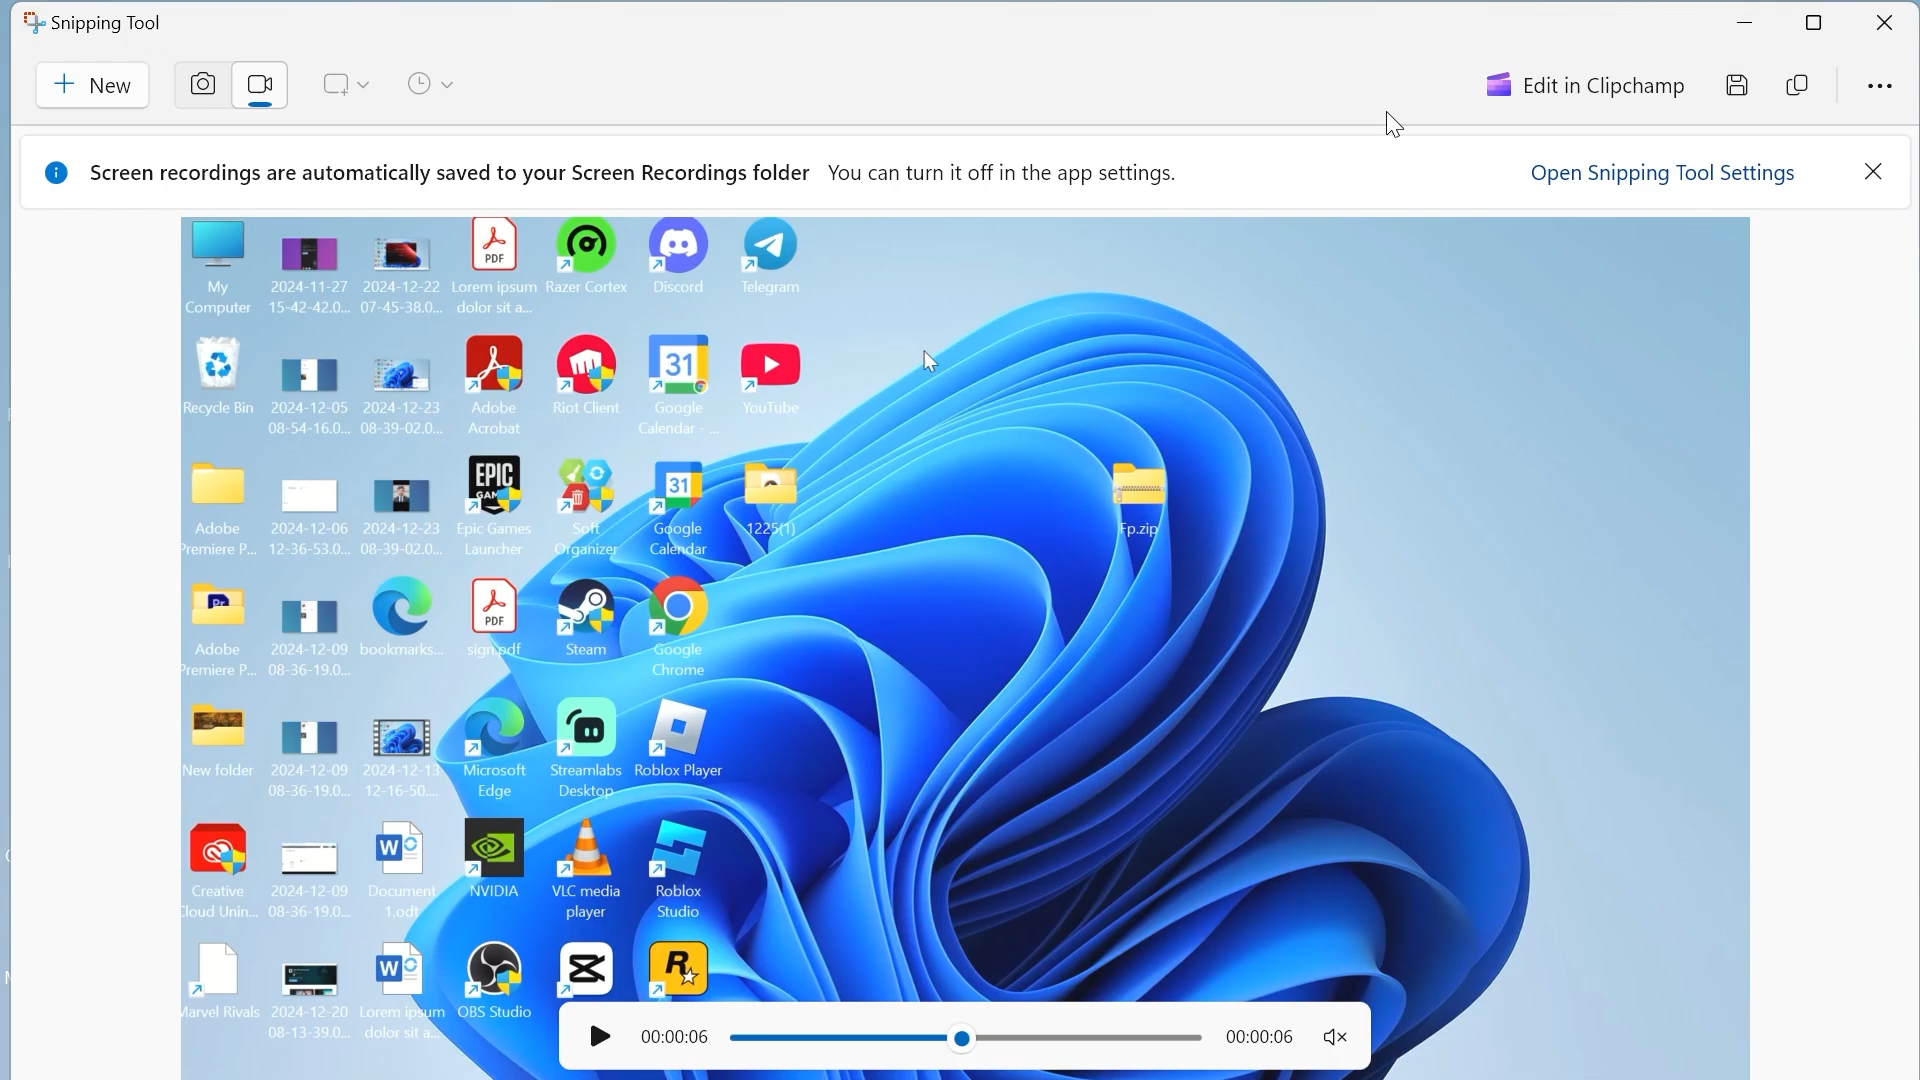 Snipping Tool
New
Edit in Clipchamp
Screen recordings are automatically saved to your Screen Recordings folder You can turn it off in the app settings.
Open Snipping Tool Settings
My Computer
2024-11-27 15-42-42.0...
2024-12-22 07-45-38.0...
PDF
Lorem ipsum dolor sit a...
Razer Cortex
Discord
Telegram
Recycle Bin
2024-12-05 08-54-16.0...
2024-12-23 08-39-02.0...
Adobe Acrobat
Riot Client
31
Google Calendar - ...
YouTube
Adobe Premiere P...
2024-12-06 12-36-53.0...
2024-12-23 08-39-02.0...
EPIC GAMES
Epic Games Launcher
Soft Organizer
31
Google Calendar
1225(1)
Fp.zip
Pr
Adobe Premiere P...
2024-12-09 08-36-19.0...
bookmarks...
PDF
sign.pdf
Steam
Google Chrome
New folder
2024-12-09 08-36-19.0...
2024-12-13 12-16-50....
Microsoft Edge
Streamlabs Desktop
Roblox Player
Creative Cloud Unin...
2024-12-09 08-36-19.0...
W
Document 1.odt
NVIDIA
VLC media player
Roblox Studio
Marvel Rivals
2024-12-20 08-13-39.0...
W
Lorem ipsum dolor sit a...
OBS Studio
R
00:00:06
00:00:06